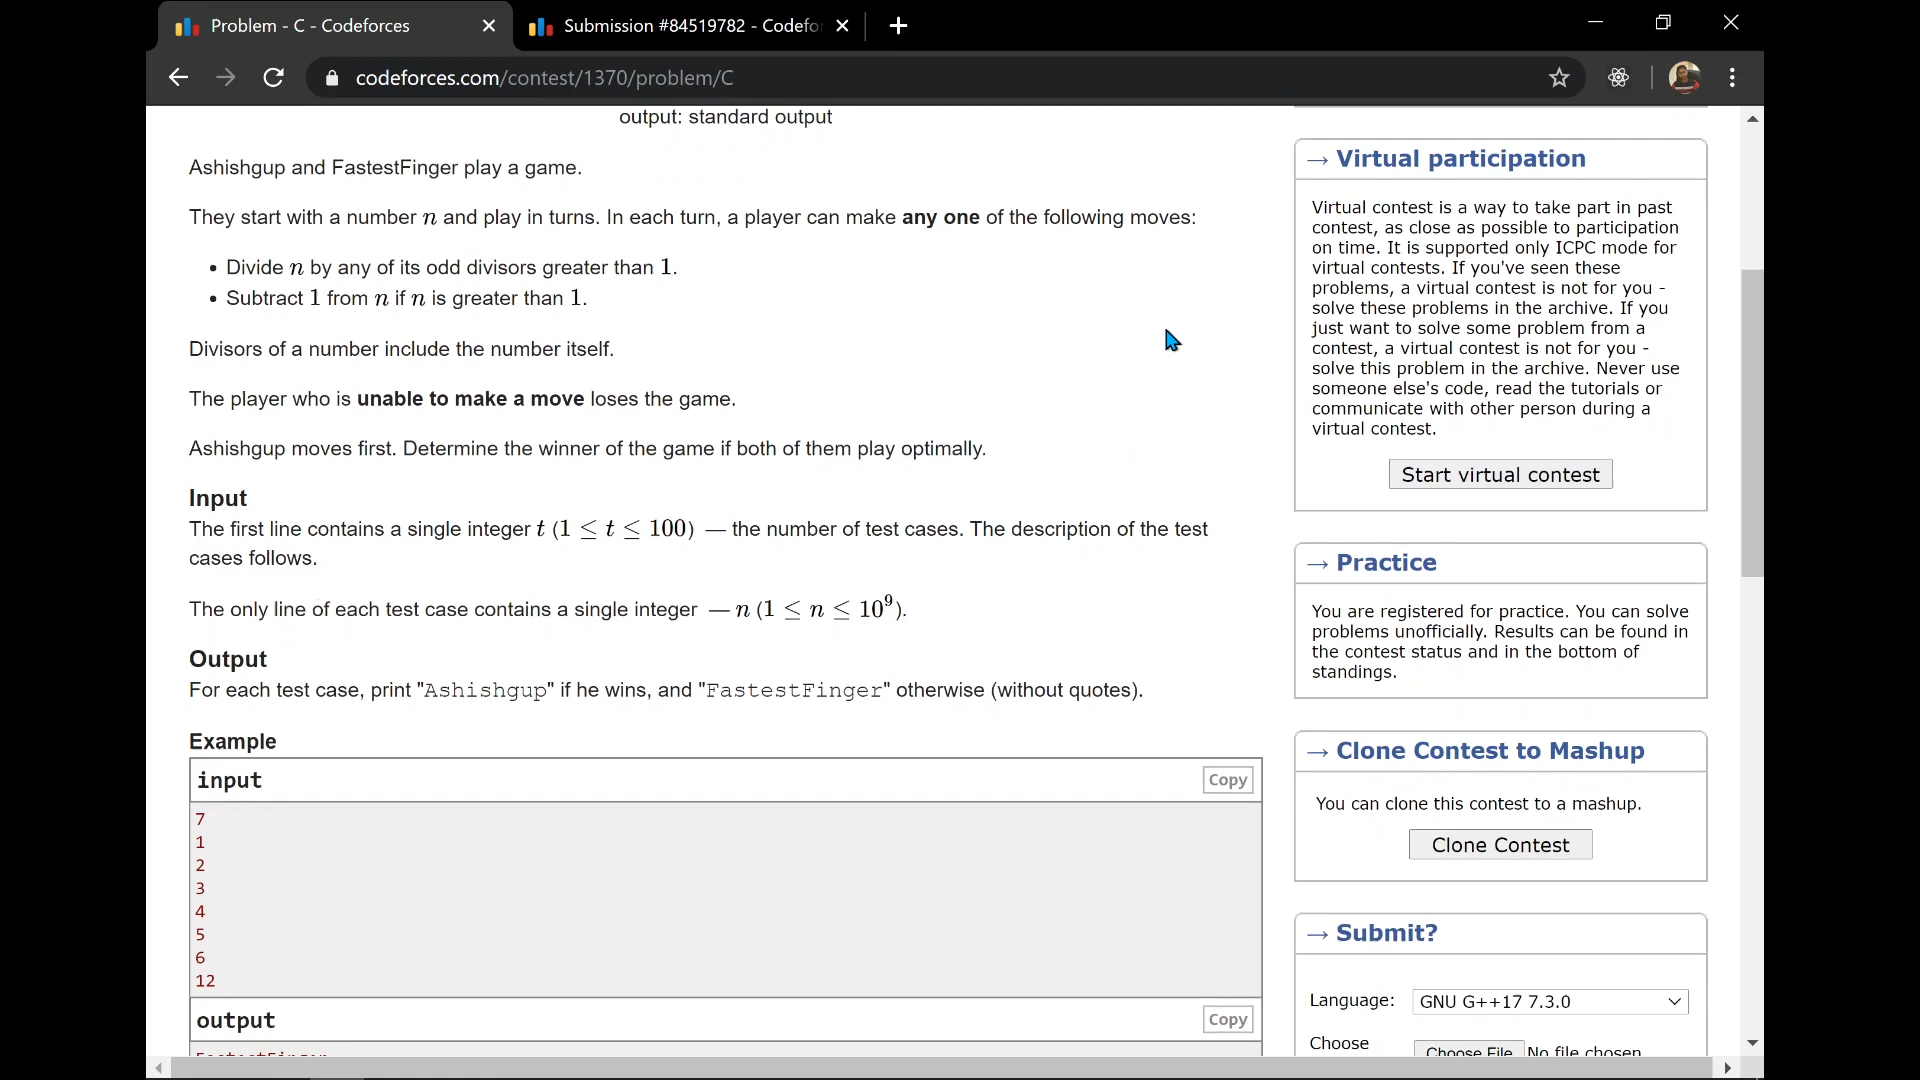 Problem - C - Codeforces
Submission #84519782 - Codefo
codeforces.com/contest/1370/problem/C
output: standard output
Ashishgup and FastestFinger play a game.
They start with a number n and play in turns. In each turn, a player can make any one of the following moves:
• Divide n by any of its odd divisors greater than 1.
• Subtract 1 from n if n is greater than 1.
Divisors of a number include the number itself.
The player who is unable to make a move loses the game.
Ashishgup moves first. Determine the winner of the game if both of them play optimally.
Input
The first line contains a single integer t (1 ≤ t ≤ 100) — the number of test cases. The description of the test
cases follows.
The only line of each test case contains a single integer — n (1 ≤ n ≤ 10⁹).
Output
For each test case, print "Ashishgup" if he wins, and "FastestFinger" otherwise (without quotes).
Example
input
Copy
7
1
2
3
4
5
6
12
output
Copy
→ Virtual participation
Virtual contest is a way to take part in past
contest, as close as possible to participation
on time. It is supported only ICPC mode for
virtual contests. If you've seen these
problems, a virtual contest is not for you -
solve these problems in the archive. If you
just want to solve some problem from a
contest, a virtual contest is not for you -
solve this problem in the archive. Never use
someone else's code, read the tutorials or
communicate with other person during a
virtual contest.
Start virtual contest
→ Practice
You are registered for practice. You can solve
problems unofficially. Results can be found in
the contest status and in the bottom of
standings.
→ Clone Contest to Mashup
You can clone this contest to a mashup.
Clone Contest
→ Submit?
Language:
GNU G++17 7.3.0
Choose
Choose File
No file chosen